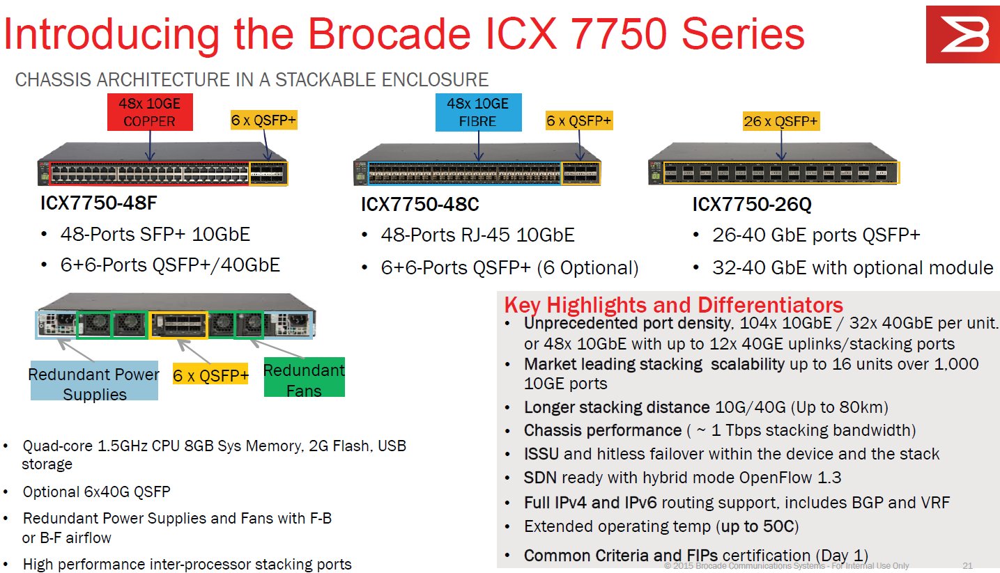 Introducing the Brocade ICX 7750 Series
CHASSIS ARCHITECTURE IN A STACKABLE ENCLOSURE
48x 10GE
COPPER
6 x QSFP+
48x 10GE
FIBRE
6 x QSFP+
26 x QSFP+
ICX7750-48F
• 48-Ports SFP+ 10GbE
• 6+6-Ports QSFP+/40GbE
ICX7750-48C
• 48-Ports RJ-45 10GbE
• 6+6-Ports QSFP+ (6 Optional)
ICX7750-26Q
• 26-40 GbE ports QSFP+
• 32-40 GbE with optional module
Redundant Power
Supplies
6 x QSFP+
Redundant
Fans
• Quad-core 1.5GHz CPU 8GB Sys Memory, 2G Flash, USB
storage
• Optional 6x40G QSFP
• Redundant Power Supplies and Fans with F-B
or B-F airflow
• High performance inter-processor stacking ports
Key Highlights and Differentiators
• Unprecedented port density, 104x 10GbE / 32x 40GbE per unit.
or 48x 10GbE with up to 12x 40GE uplinks/stacking ports
• Market leading stacking scalability up to 16 units over 1,000
10GE ports
• Longer stacking distance 10G/40G (Up to 80km)
• Chassis performance ( ~ 1 Tbps stacking bandwidth)
• ISSU and hitless failover within the device and the stack
• SDN ready with hybrid mode OpenFlow 1.3
• Full IPv4 and IPv6 routing support, includes BGP and VRF
• Extended operating temp (up to 50C)
• Common Criteria and FIPs certification (Day 1)
© 2015 Brocade Communications Systems - For Internal Use Only
21